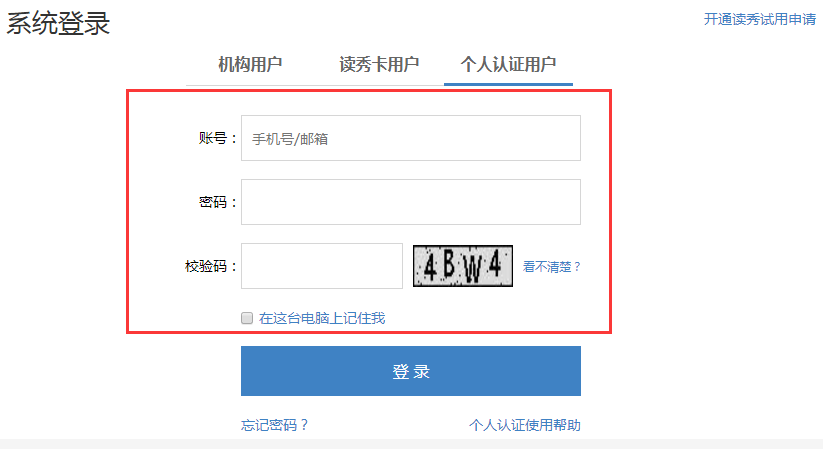 系统登录 开通读秀试用申请
机构用户 读秀卡用户 个人认证用户
账号： 手机号/邮箱
密码：
校验码： 4BW4 看不清楚？
在这台电脑上记住我
登 录
忘记密码？ 个人认证使用帮助